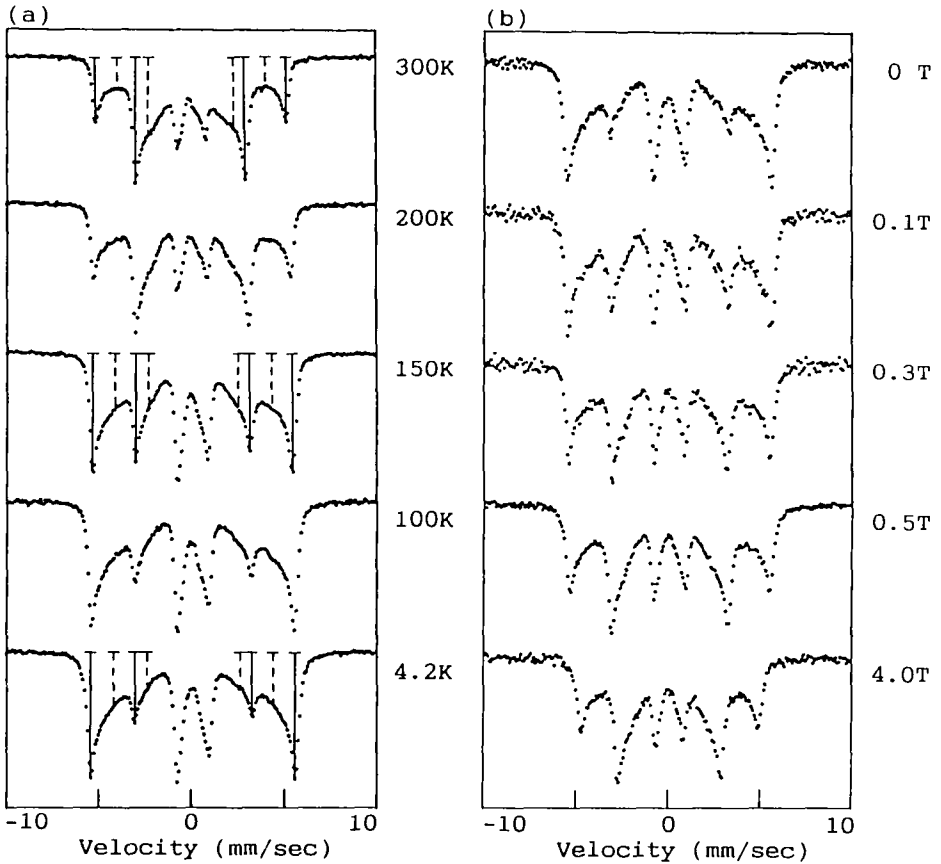 (a)
300K
200K
150K
100K
4.2K
-10 0 10
Velocity (mm/sec)
(b)
0 T
0.1T
0.3T
0.5T
4.0T
-10 0 10
Velocity (mm/sec)